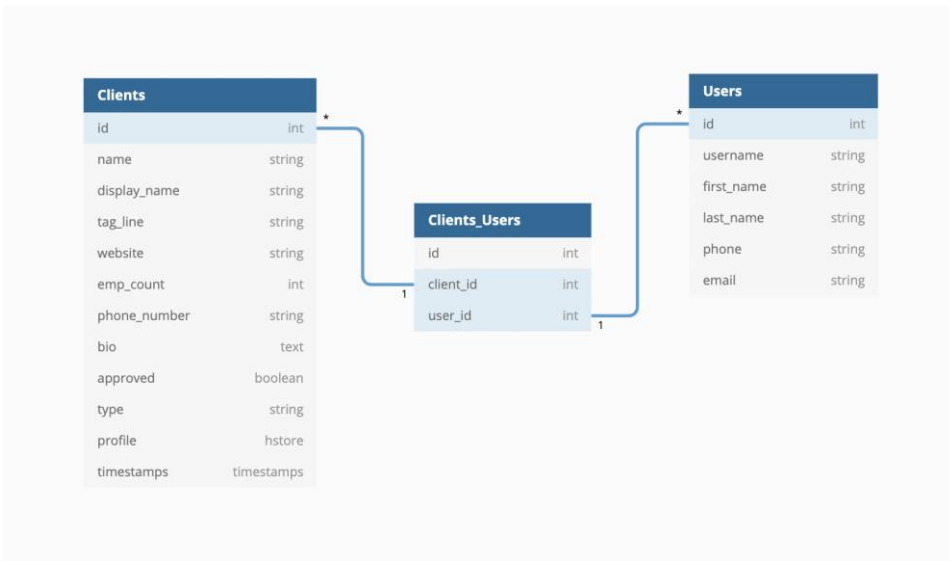 Clients
id int
name string
display_name string
tag_line string
website string
emp_count int
phone_number string
bio text
approved boolean
type string
profile hstore
timestamps timestamps
*
1
Clients_Users
id int
client_id int
user_id int
1
*
Users
id int
username string
first_name string
last_name string
phone string
email string